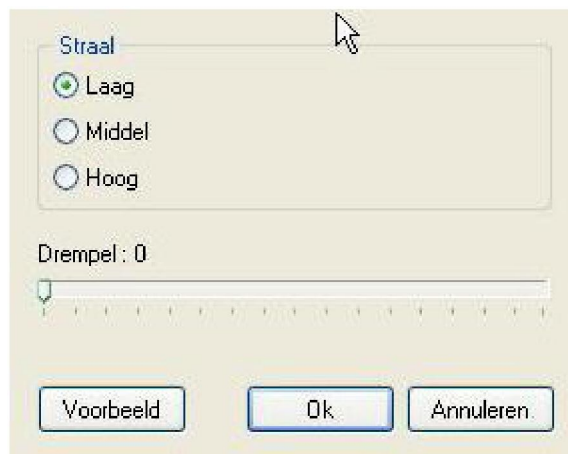 Straal
Laag
Middel
Hoog
Drempel : 0
Voorbeeld Ok Annuleren